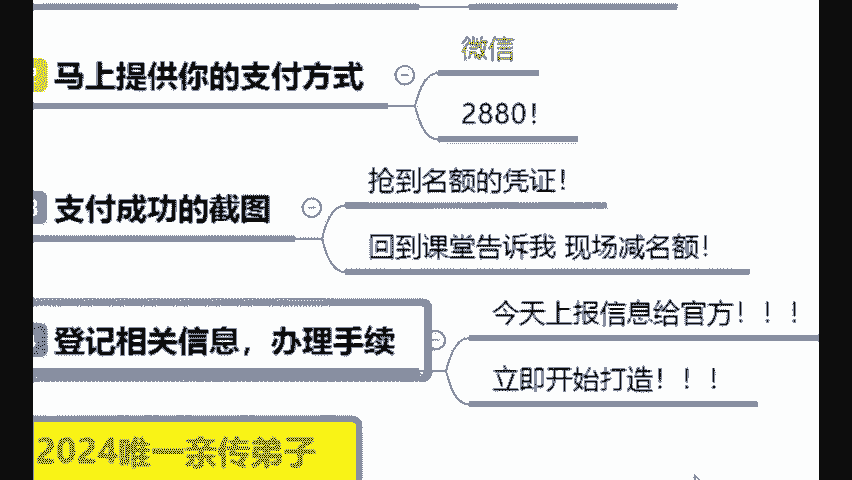 微信
马上提供你的支付方式
2880！
抢到名额的凭证！
支付成功的截图
回到课堂告诉我 现场减名额！
今天上报信息给官方！！！
登记相关信息，办理手续
立即开始打造！！！
2024唯一亲传弟子